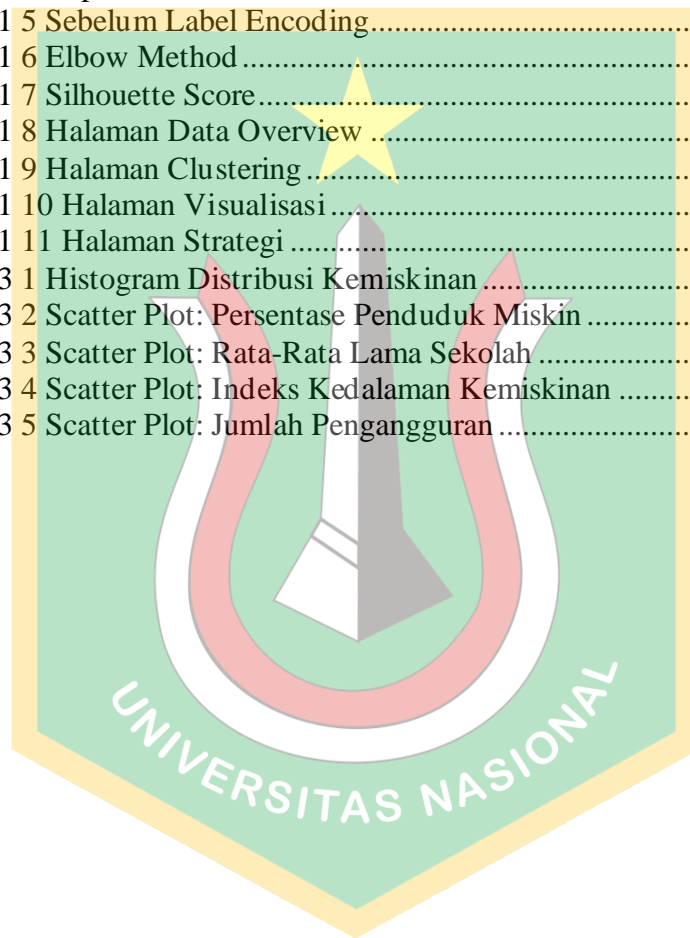 1 5 Sebelum Label Encoding....................................................
1 6 Elbow Method....................................................
1 7 Silhouette Score....................................................
1 8 Halaman Data Overview....................................................
1 9 Halaman Clustering....................................................
1 10 Halaman Visualisasi....................................................
1 11 Halaman Strategi....................................................
3 1 Histogram Distribusi Kemiskinan..............................
3 2 Scatter Plot: Persentase Penduduk Miskin..............
3 3 Scatter Plot: Rata-Rata Lama Sekolah......................
3 4 Scatter Plot: Indeks Kedalaman Kemiskinan.........
3 5 Scatter Plot: Jumlah Pengangguran..........................
UNIVERSITAS NASIONAL